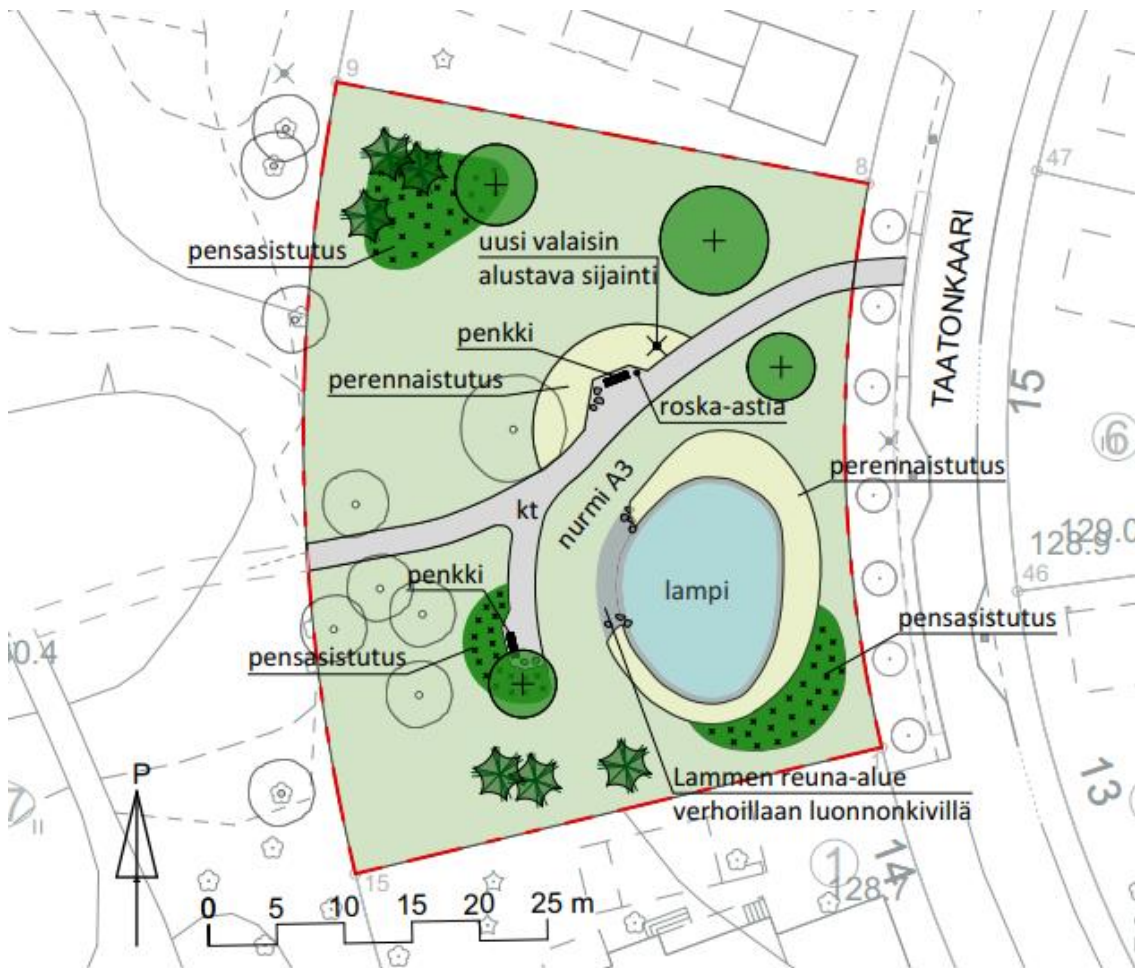 9
8
47
pensasistutus
uusi valaisin
alustava sijainti
TAATONKAARI
penkki
perennaistutus
roska-astia
15
6
perennaistutus
nurmi A3
kt
129.0
128.9
46
penkki
lampi
pensasistutus
pensasistutus
0.4
P
Lammen reuna-alue
verhoillaan luonnonkivillä
13
II
15
1
14
128.7
0 5 10 15 20 25 m